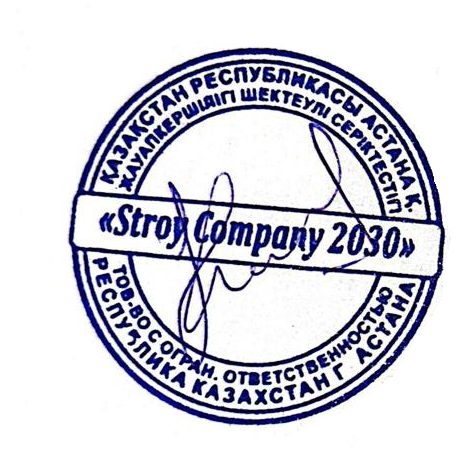 ҚАЗАҚСТАН РЕСПУБЛИКАСЫ АСТАНА Қ.
ЖАУАПКЕРШІЛІГІ ШЕКТЕУЛІ СЕРІКТЕСТІГІ
«Stroy Company 2030»
ТОВ-ВО С ОГРАН. ОТВЕТСТВЕННОСТЬЮ
РЕСПУБЛИКА КАЗАХСТАН Г АСТАНА